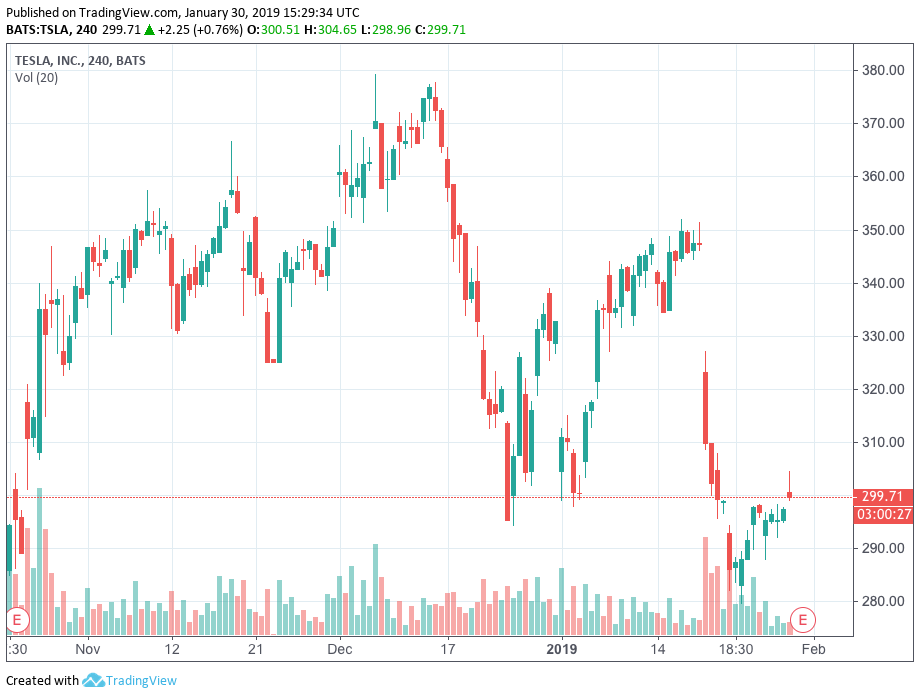 Published on TradingView.com, January 30, 2019 15:29:34 UTC
BATS:TSLA, 240 299.71 ▲ +2.25 (+0.76%) O:300.51 H:304.65 L:298.96 C:299.71
TESLA, INC., 240, BATS
Vol (20)
380.00
370.00
360.00
350.00
340.00
330.00
320.00
310.00
299.71
03:00:27
290.00
280.00
E
E
:30 Nov 12 21 Dec 17 2019 14 18:30 Feb
Created with TradingView